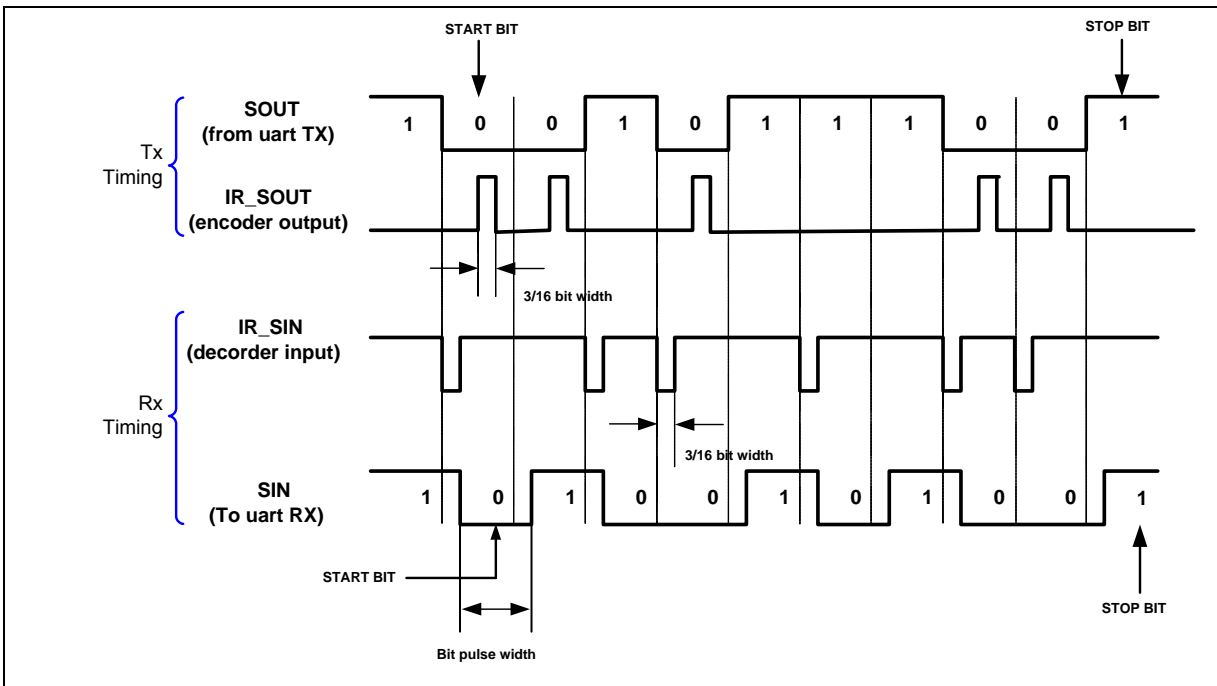 START BIT
STOP BIT
SOUT
(from uart TX)
1 0 0 1 0 1 1 1 0 0 1
Tx
Timing
IR_SOUT
(encoder output)
3/16 bit width
IR_SIN
(decorder input)
Rx
Timing
3/16 bit width
SIN
(To uart RX)
1 0 1 0 0 1 0 1 0 0 1
START BIT
STOP BIT
Bit pulse width